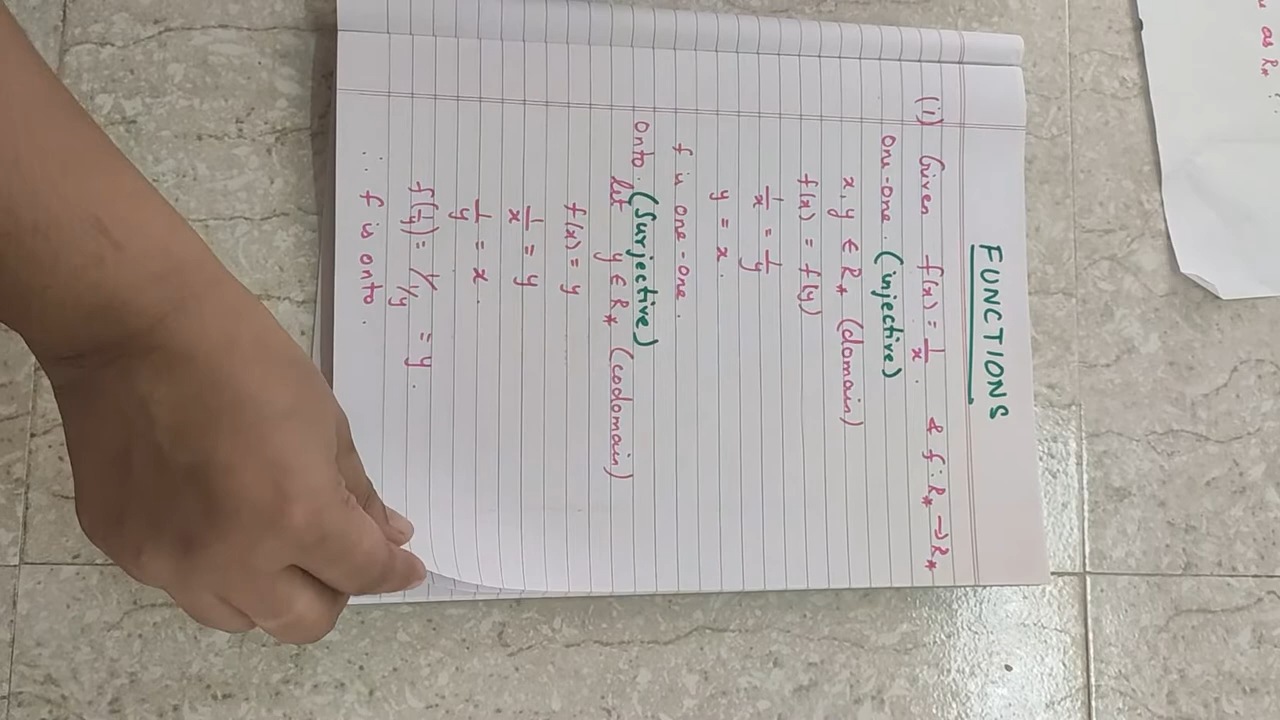 FUNCTIONS
(i) Given f(x) = 1/x . & f : R* → R*
one-one. (injective)
x, y ∈ R* (domain)
f(x) = f(y)
1/x = 1/y
y = x .
f is one-one.
onto. (Surjective)
let y ∈ R* (codomain)
f(x) = y
1/x = y
1/y = x .
f(1/y) = 1/1/y = y .
∴ f is onto.
as R*